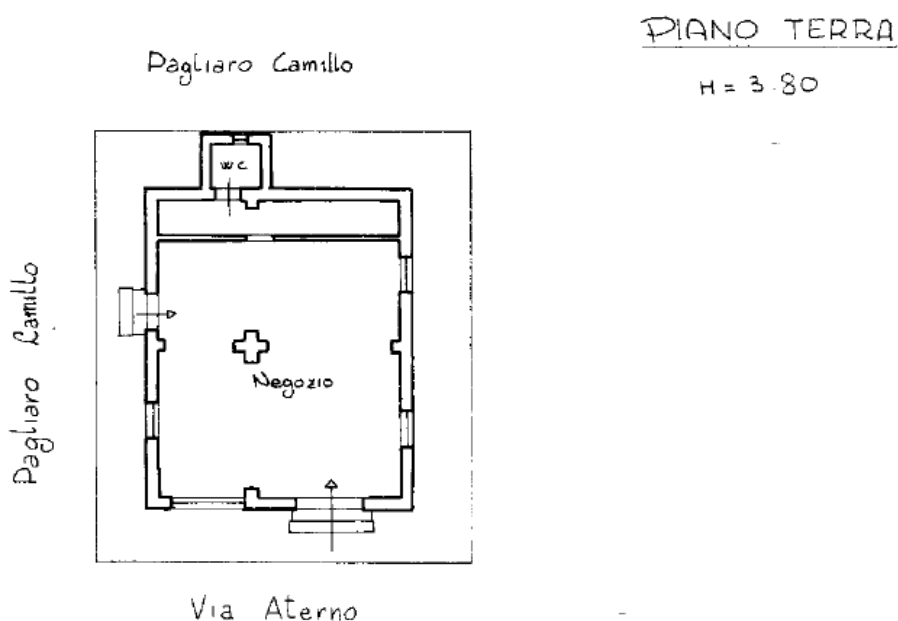 PIANO TERRA
H = 3.80
Pagliaro Camillo
wc
Pagliaro Camillo
Negozio
Via Aterno